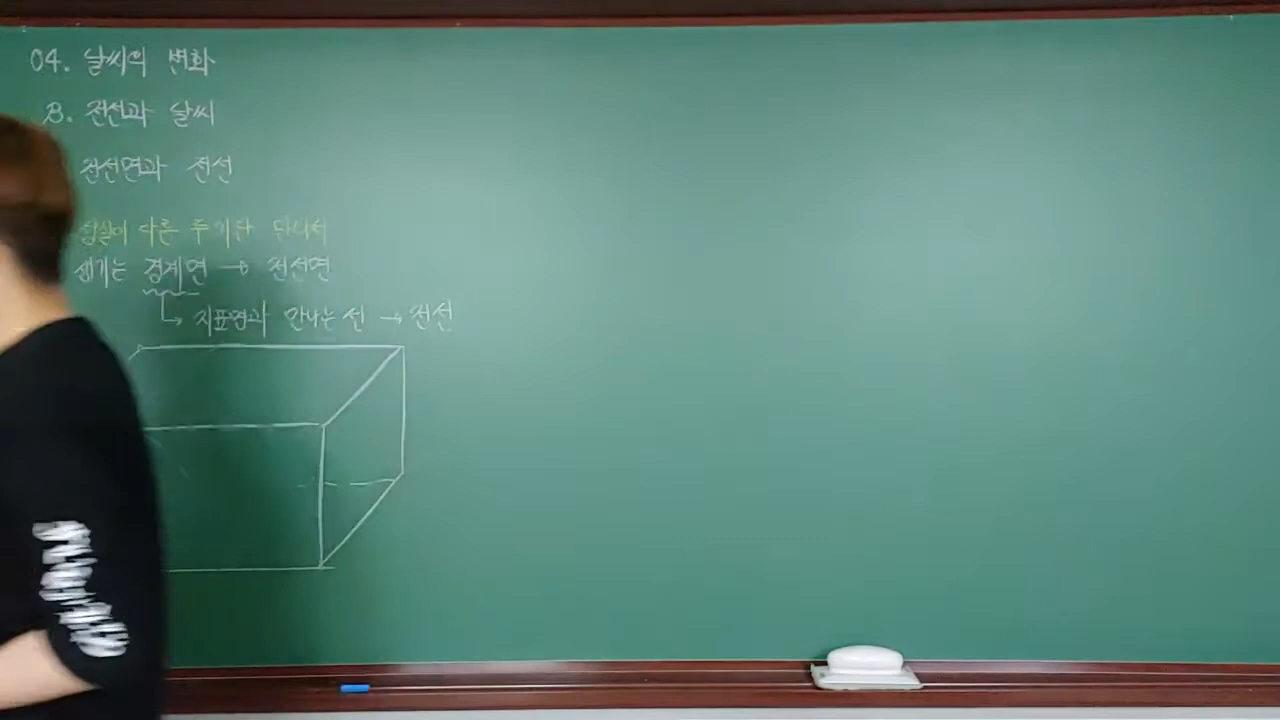 04. 날씨의 변화
B. 전선과 날씨
전선면과 전선
성질이 다른 두 기단 만나서
생기는 경계면 → 전선면
↳ 지표면과 만나는 선 → 전선